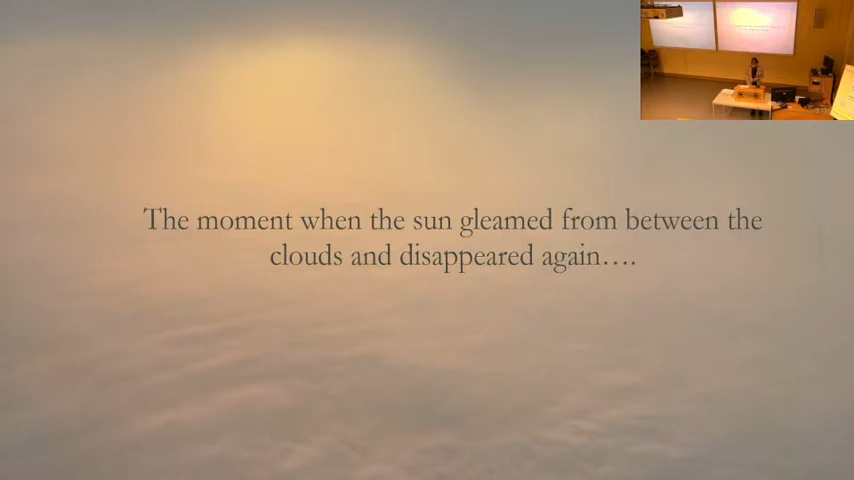 The moment when the sun gleamed from between the
clouds and disappeared again….